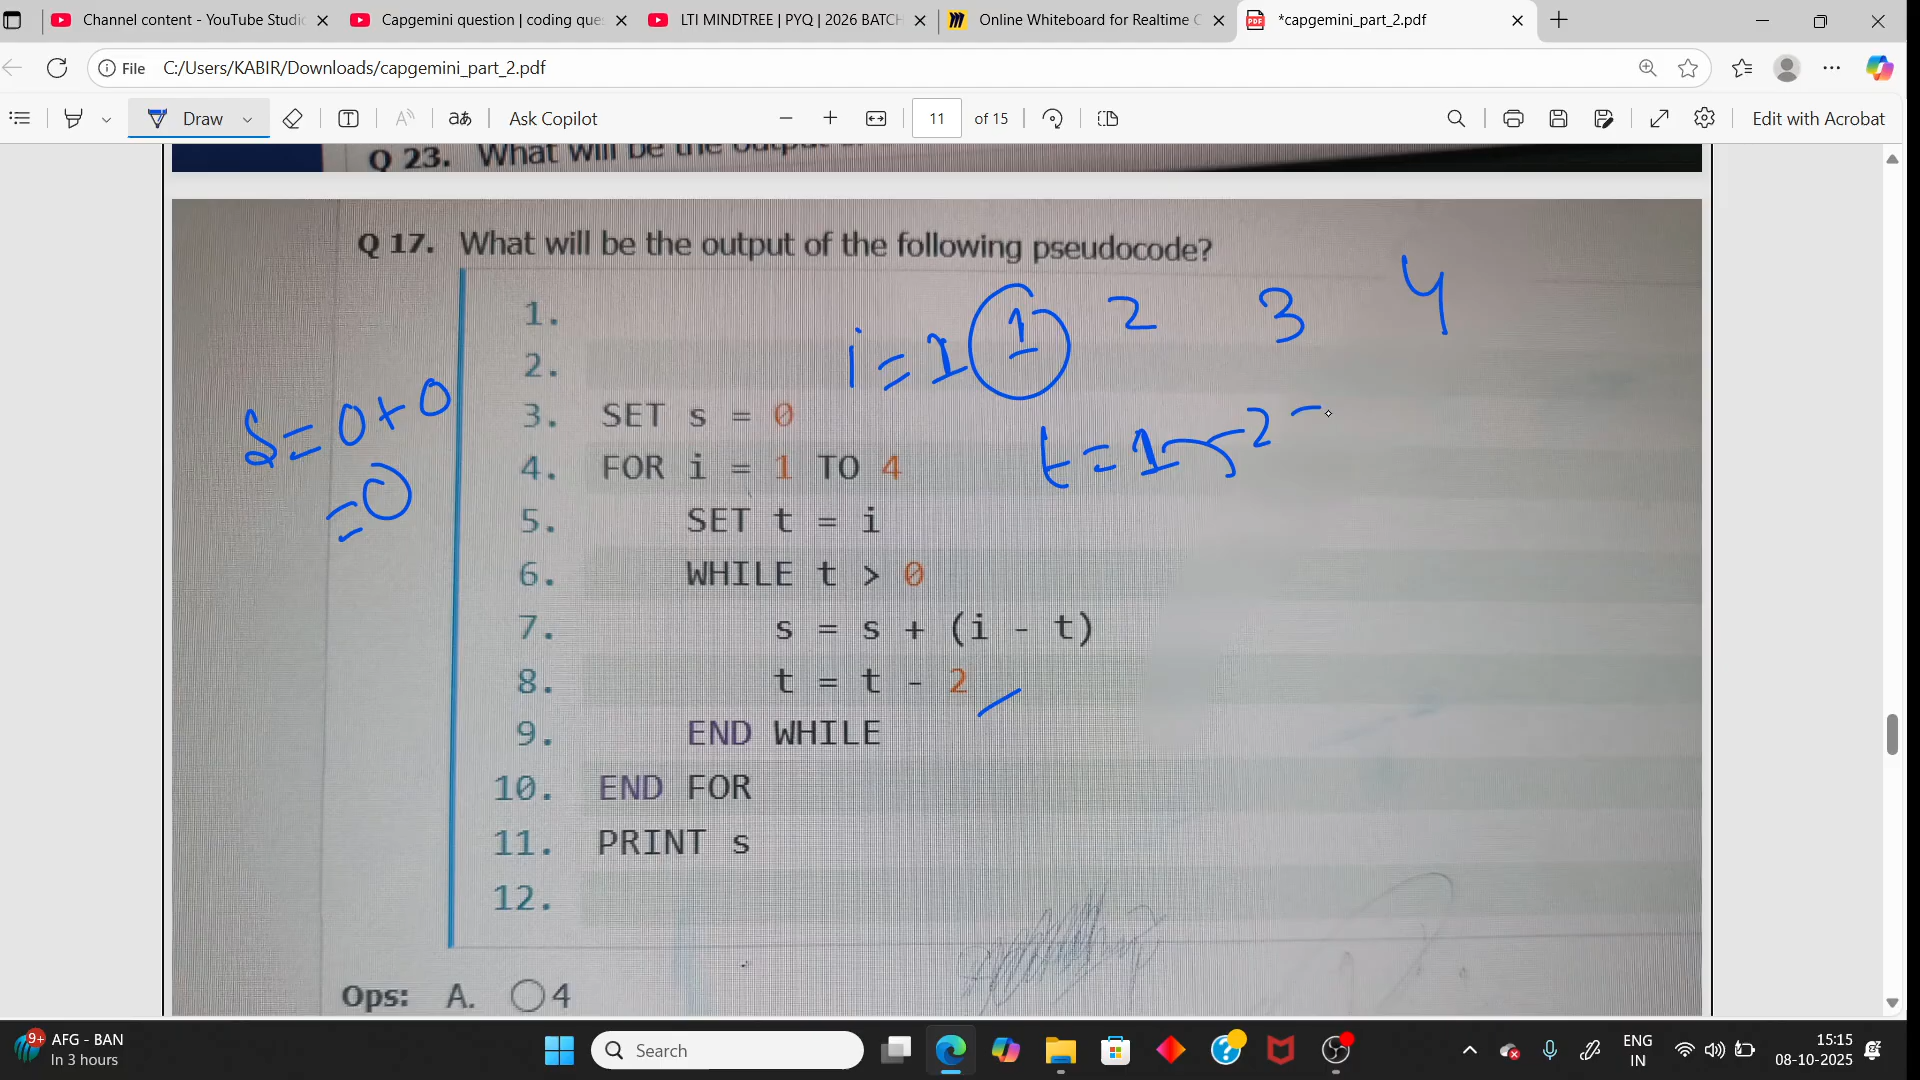 Channel content - YouTube Studi
Capgemini question | coding que
LTI MINDTREE | PYQ | 2026 BATCH
Online Whiteboard for Realtime C
*capgemini_part_2.pdf
File C:/Users/KABIR/Downloads/capgemini_part_2.pdf
Draw
aあ
Ask Copilot
11 of 15
Edit with Acrobat
Q 23. What will be the output
Q 17. What will be the output of the following pseudocode?
1.
2.
3. SET s = 0
4. FOR i = 1 TO 4
5. SET t = i
6. WHILE t > 0
7. s = s + (i - t)
8. t = t - 2
9. END WHILE
10. END FOR
11. PRINT s
12.
i = 1 1 2 3 4
s = 0 + 0
= 0
t = 1 - 2 -
Ops: A. 4
9+
AFG - BAN
In 3 hours
Search
ENG
IN
15:15
08-10-2025